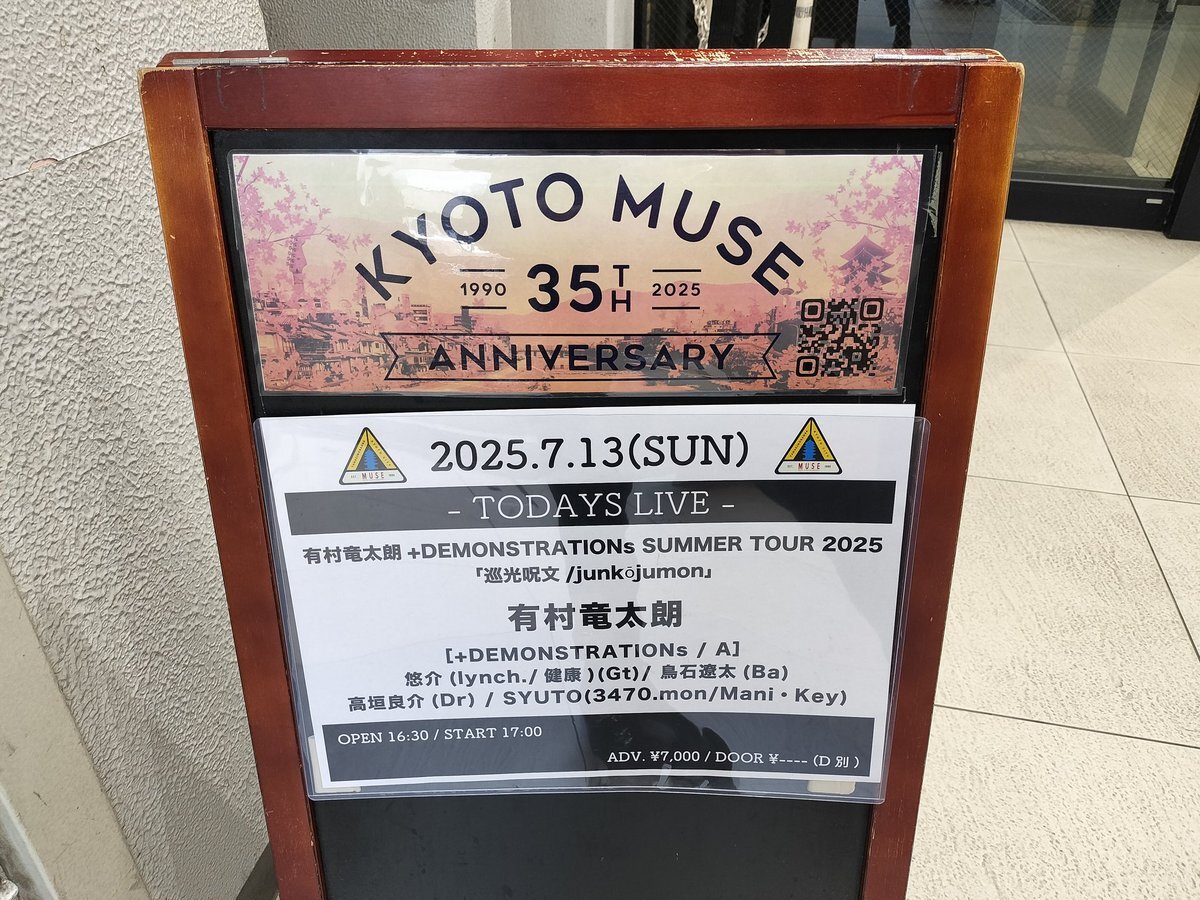 KYOTO MUSE
1990 35TH 2025
ANNIVERSARY
2025.7.13(SUN)
MUSE
MUSE
- TODAYS LIVE -
有村竜太朗+DEMONSTRATIONs SUMMER TOUR 2025
「巡光呪文/junkōjumon」
有村竜太朗
[+DEMONSTRATIONs / A]
悠介(lynch./健康)(Gt)/ 鳥石遼太(Ba)
高垣良介(Dr) / SYUTO(3470.mon/Mani・Key)
OPEN 16:30 / START 17:00
ADV. ¥7,000 / DOOR ¥---- (D別)